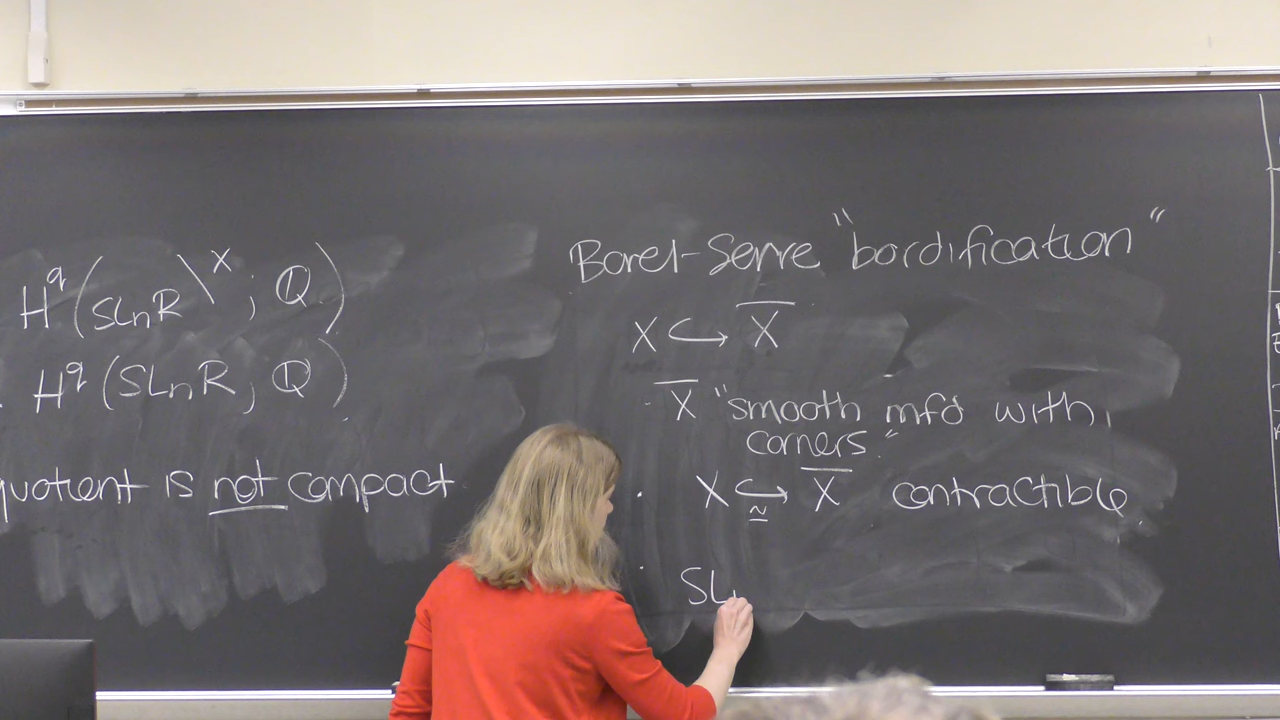 H^q(SLnR\X; Q)
H^q(SLnR; Q)
quotient is not compact
Borel-Serre "bordification"
X ↪ X̅
· X̅ "smooth mfd with
corners"
· X ↪ X̅ contractible
≃
· SL